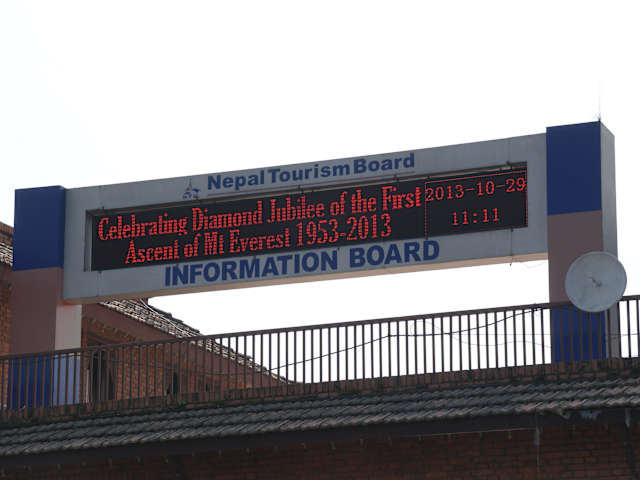 Nepal Tourism Board
Celebrating Diamond Jubilee of the First
Ascent of Mt Everest 1953-2013
2013-10-29
11:11
INFORMATION BOARD